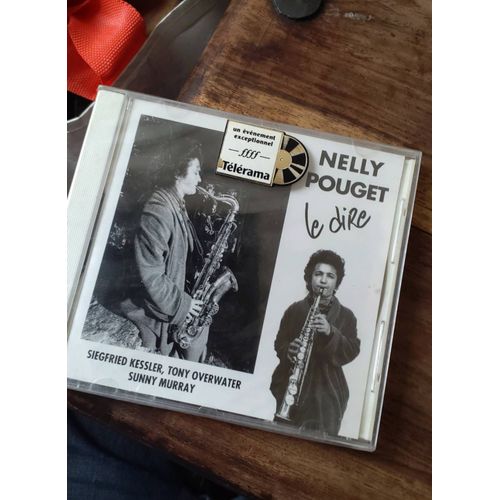 un événement
exceptionnel
ffff
Télérama
NELLY
POUGET
le dire
SIEGFRIED KESSLER, TONY OVERWATER
SUNNY MURRAY